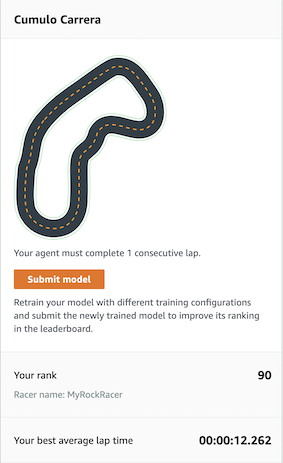 Cumulo Carrera
Your agent must complete 1 consecutive lap.
Submit model
Retrain your model with different training configurations
and submit the newly trained model to improve its ranking
in the leaderboard.
Your rank
90
Racer name: MyRockRacer
Your best average lap time
00:00:12.262